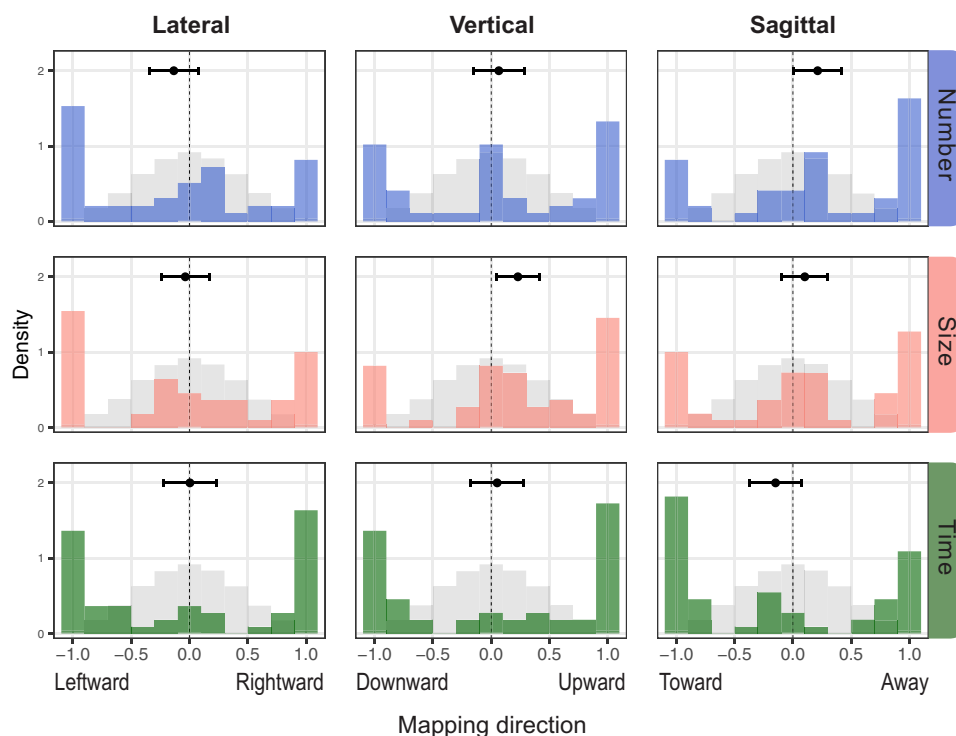 Lateral Vertical Sagittal
2
1
0
Number
2
1
0
Size
Density
2
1
0
Time
−1.0 −0.5 0.0 0.5 1.0 −1.0 −0.5 0.0 0.5 1.0 −1.0 −0.5 0.0 0.5 1.0
Leftward Rightward Downward Upward Toward Away
Mapping direction